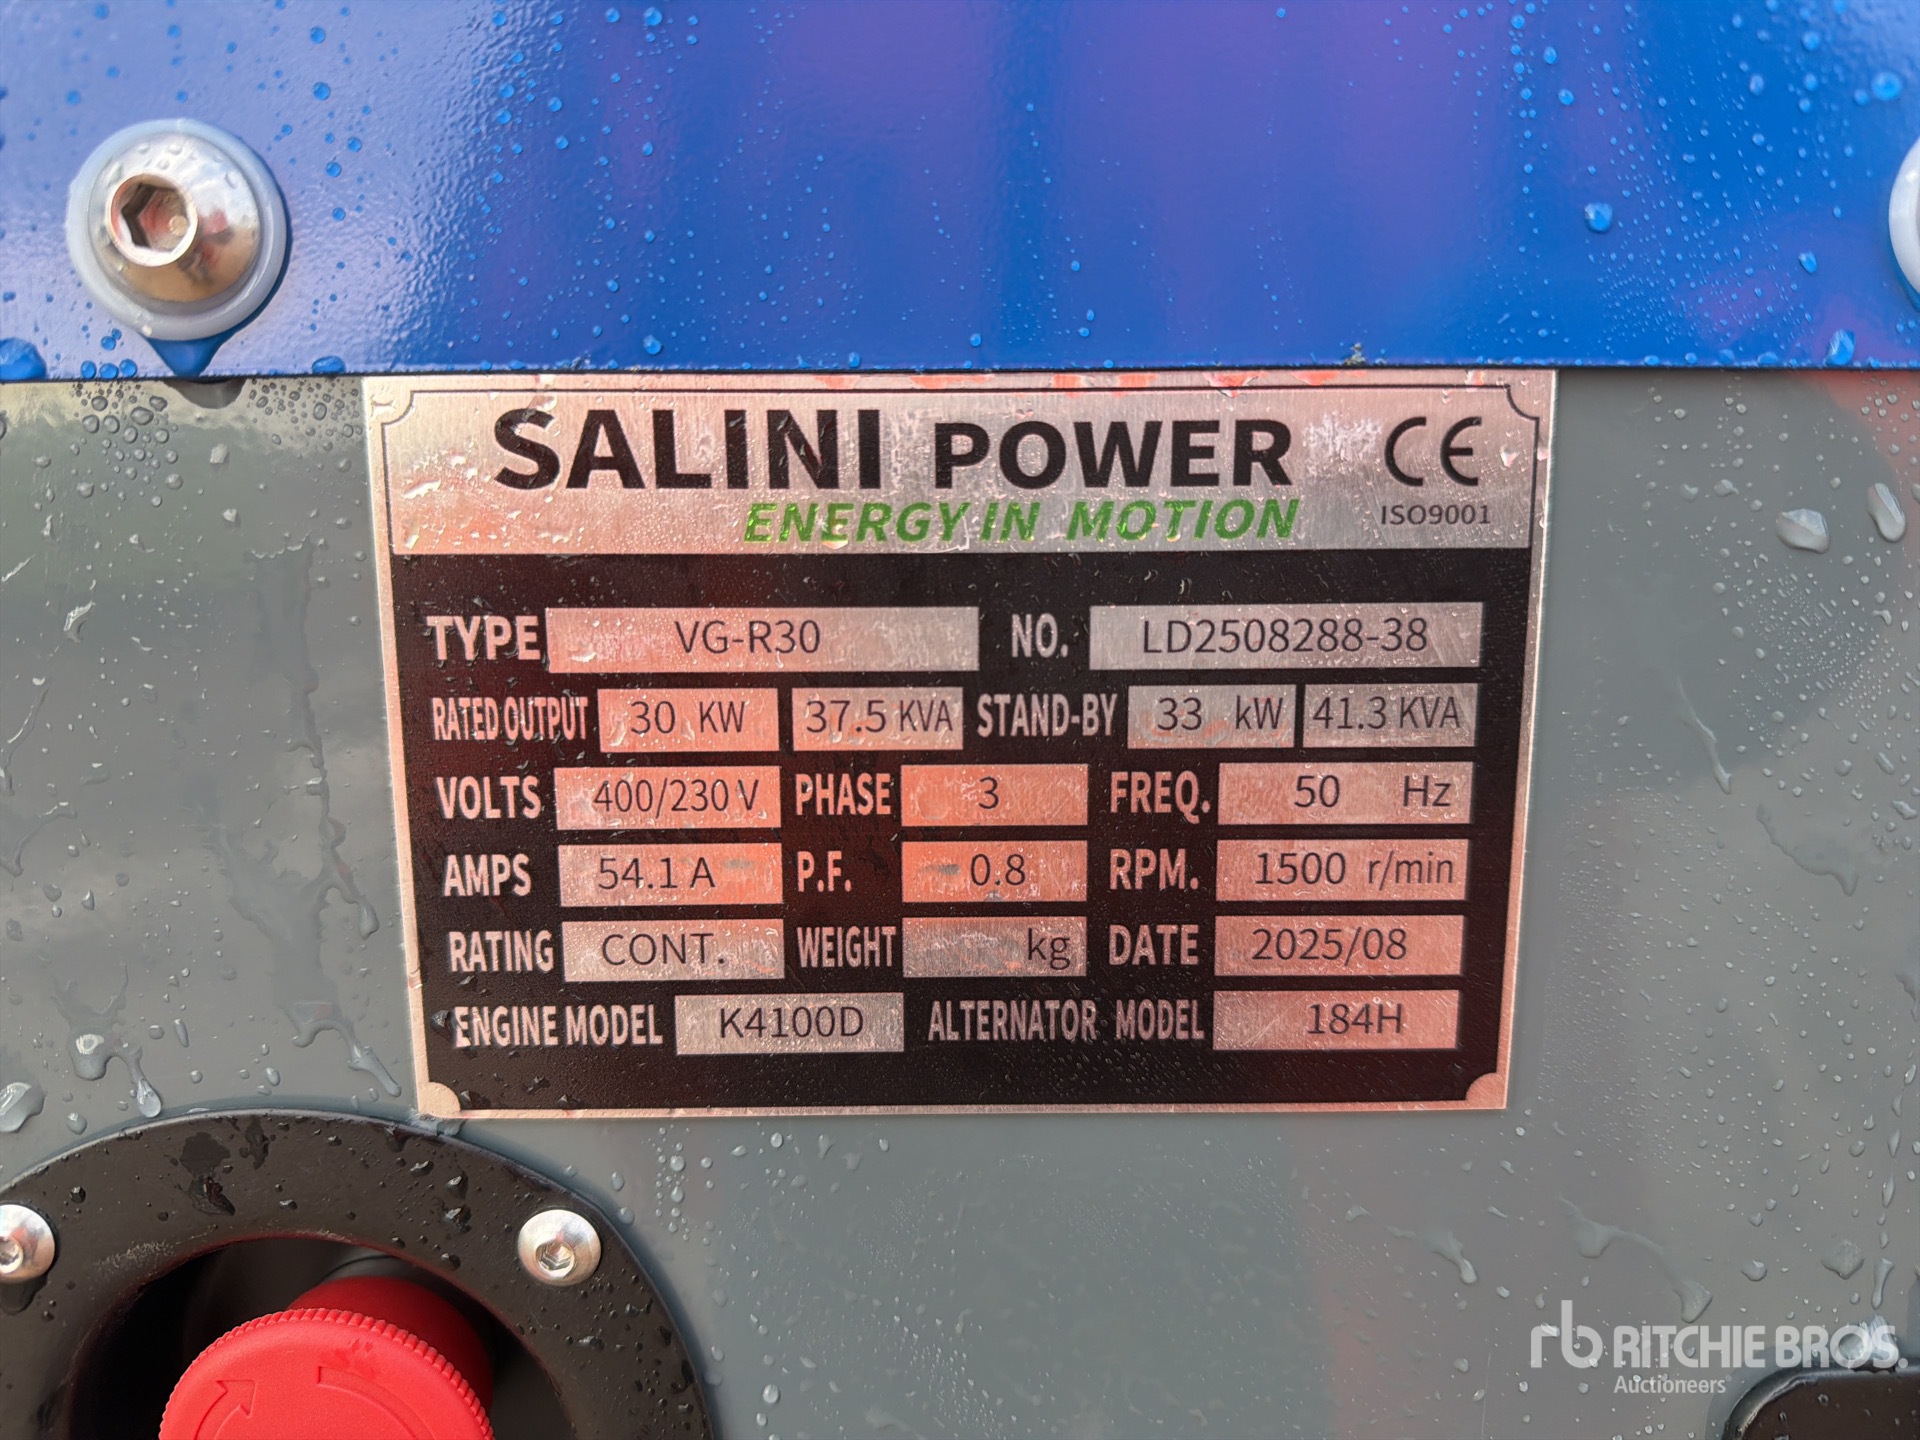 SALINI POWER CE
ENERGY IN MOTION ISO9001
TYPE VG-R30 NO. LD2508288-38
RATED OUTPUT 30 KW 37.5 KVA STAND-BY 33 kW 41.3 KVA
VOLTS 400/230 V PHASE 3 FREQ. 50 Hz
AMPS 54.1 A P.F. 0.8 RPM. 1500 r/min
RATING CONT. WEIGHT kg DATE 2025/08
ENGINE MODEL K4100D ALTERNATOR MODEL 184H
rb RITCHIE BROS.
Auctioneers